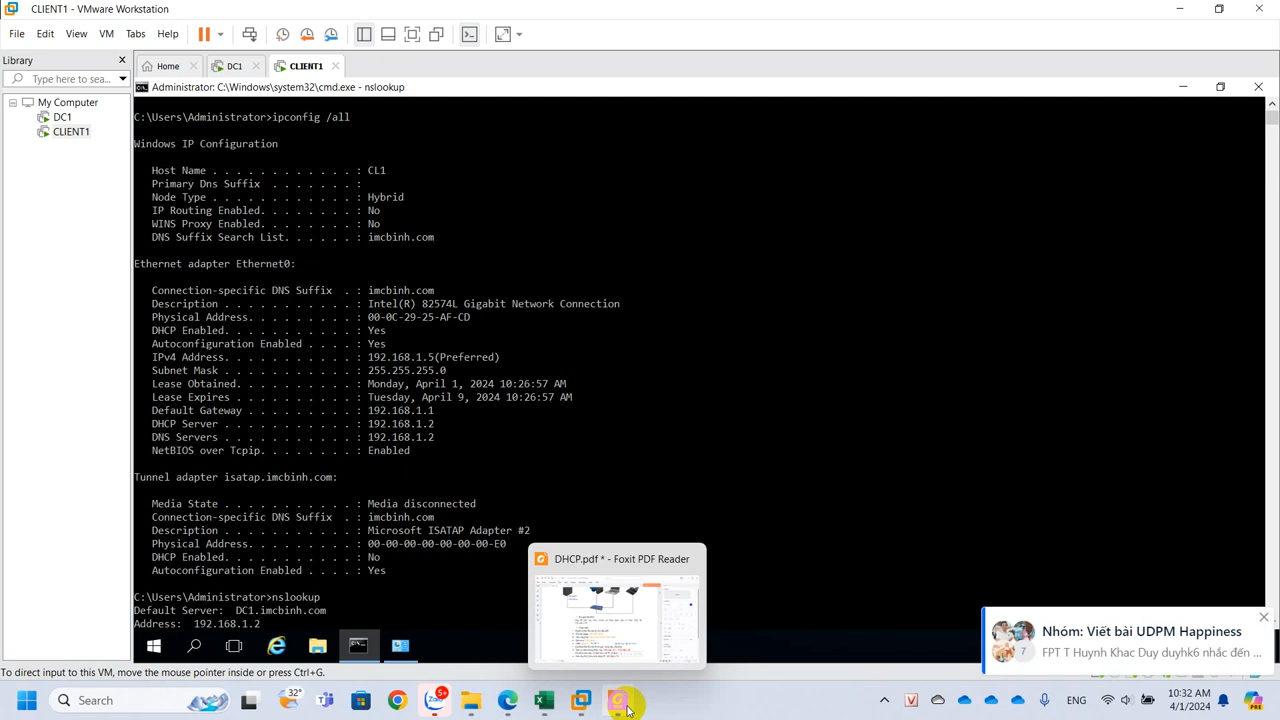 CLIENT1 - VMware Workstation
File Edit View VM Tabs Help
Library
Type here to sea...
My Computer
DC1
CLIENT1
Home DC1 CLIENT1
Administrator: C:\Windows\system32\cmd.exe - nslookup
C:\Users\Administrator>ipconfig /all
Windows IP Configuration
Host Name . . . . . . . . . . . . : CL1
Primary Dns Suffix . . . . . . . :
Node Type . . . . . . . . . . . . : Hybrid
IP Routing Enabled. . . . . . . . : No
WINS Proxy Enabled. . . . . . . . : No
DNS Suffix Search List. . . . . . : imcbinh.com
Ethernet adapter Ethernet0:
Connection-specific DNS Suffix . : imcbinh.com
Description . . . . . . . . . . . : Intel(R) 82574L Gigabit Network Connection
Physical Address. . . . . . . . . : 00-0C-29-25-AF-CD
DHCP Enabled. . . . . . . . . . . : Yes
Autoconfiguration Enabled . . . . : Yes
IPv4 Address. . . . . . . . . . . : 192.168.1.5(Preferred)
Subnet Mask . . . . . . . . . . . : 255.255.255.0
Lease Obtained. . . . . . . . . . : Monday, April 1, 2024 10:26:57 AM
Lease Expires . . . . . . . . . . : Tuesday, April 9, 2024 10:26:57 AM
Default Gateway . . . . . . . . . : 192.168.1.1
DHCP Server . . . . . . . . . . . : 192.168.1.2
DNS Servers . . . . . . . . . . . : 192.168.1.2
NetBIOS over Tcpip. . . . . . . . : Enabled
Tunnel adapter isatap.imcbinh.com:
Media State . . . . . . . . . . . : Media disconnected
Connection-specific DNS Suffix . : imcbinh.com
Description . . . . . . . . . . . : Microsoft ISATAP Adapter #2
Physical Address. . . . . . . . . : 00-00-00-00-00-00-00-E0
DHCP Enabled. . . . . . . . . . . : No
Autoconfiguration Enabled . . . . : Yes
C:\Users\Administrator>nslookup
Default Server: DC1.imcbinh.com
Address: 192.168.1.2
DHCP.pdf * - Foxit PDF Reader
Nhóm: Viết bài UDPM Happiness
T Huynh Khoa: Duy duyhk6 nhắc đến ...
To direct input to this VM, move the mouse pointer inside or press Ctrl+G.
Search
32°
Zalo
5+
ENG
10:32 AM
4/1/2024
PRE